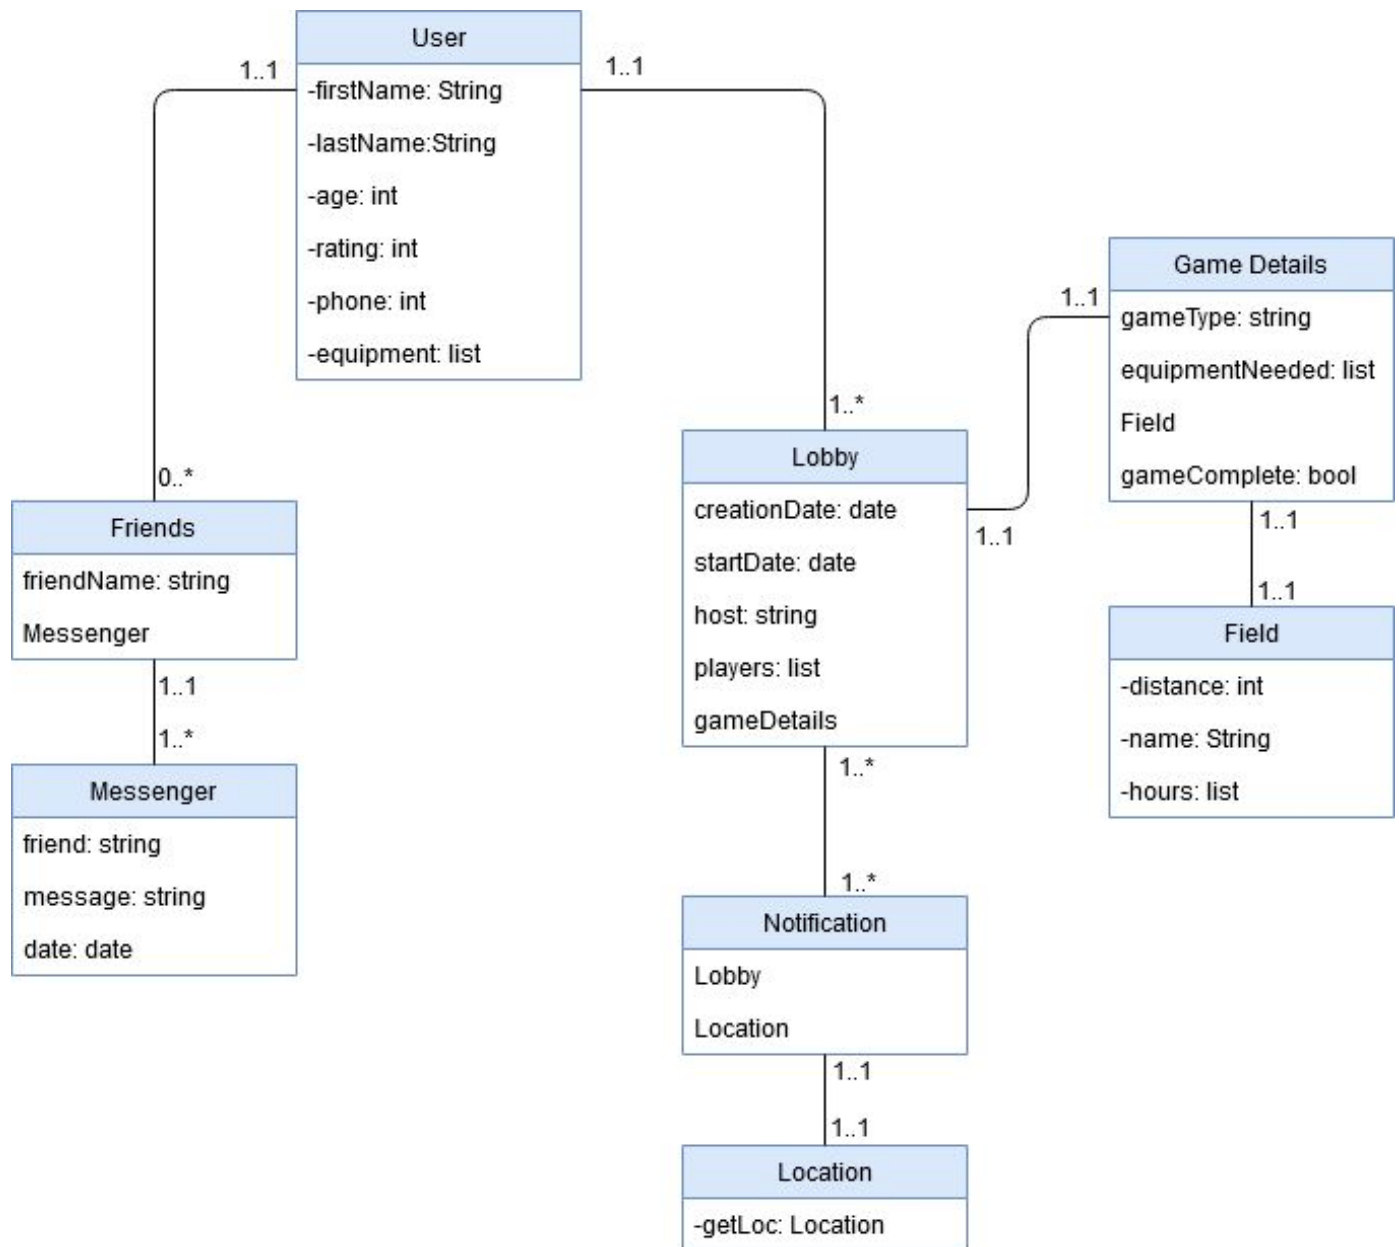 User
1..1
1..1
-firstName: String
-lastName:String
-age: int
-rating: int
-phone: int
-equipment: list
Game Details
1..1
gameType: string
equipmentNeeded: list
Field
gameComplete: bool
1..*
Lobby
creationDate: date
startDate: date
host: string
players: list
gameDetails
1..1
0..*
Friends
friendName: string
Messenger
1..1
1..1
Field
-distance: int
-name: String
-hours: list
1..1
1..*
Messenger
friend: string
message: string
date: date
1..*
1..*
Notification
Lobby
Location
1..1
1..1
Location
-getLoc: Location